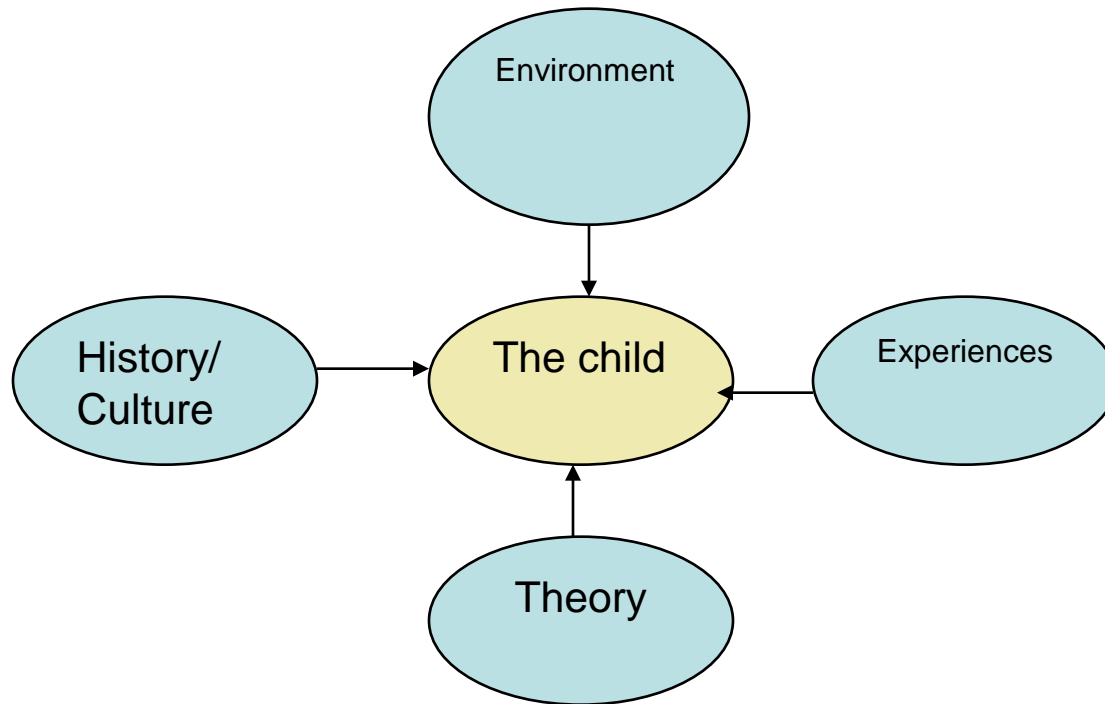 Environment
History/
Culture
The child
Experiences
Theory